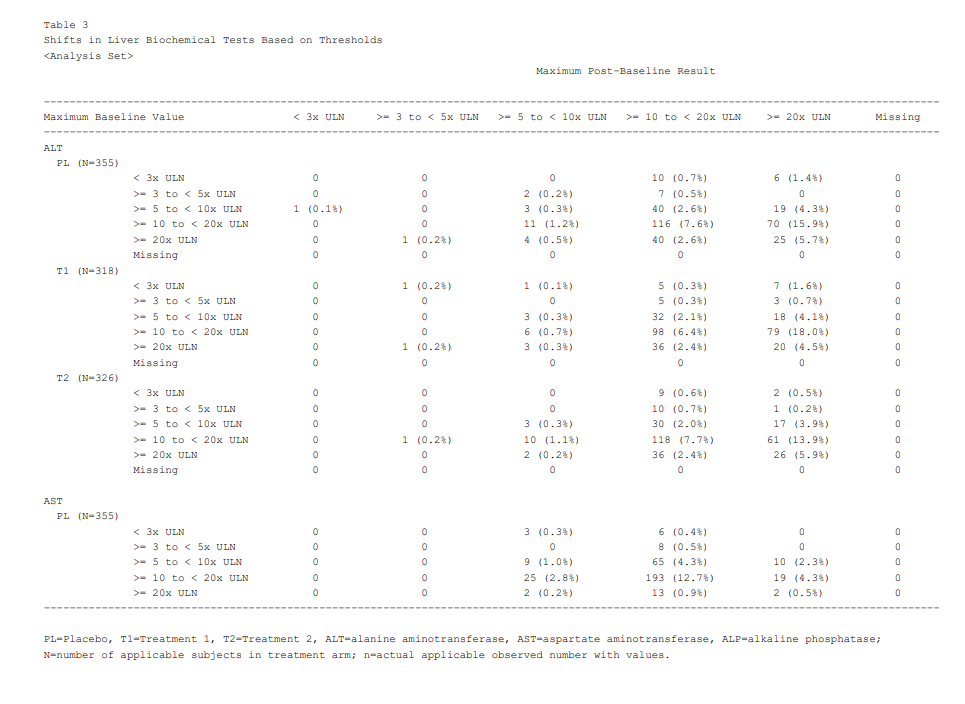 Table 3
Shifts in Liver Biochemical Tests Based on Thresholds
<Analysis Set>
Maximum Post-Baseline Result
Maximum Baseline Value < 3x ULN >= 3 to < 5x ULN >= 5 to < 10x ULN >= 10 to < 20x ULN >= 20x ULN Missing
ALT
PL (N=355)
< 3x ULN 0 0 0 10 (0.7%) 6 (1.4%) 0
>= 3 to < 5x ULN 0 0 2 (0.2%) 7 (0.5%) 0 0
>= 5 to < 10x ULN 1 (0.1%) 0 3 (0.3%) 40 (2.6%) 19 (4.3%) 0
>= 10 to < 20x ULN 0 0 11 (1.2%) 116 (7.6%) 70 (15.9%) 0
>= 20x ULN 0 1 (0.2%) 4 (0.5%) 40 (2.6%) 25 (5.7%) 0
Missing 0 0 0 0 0 0
T1 (N=318)
< 3x ULN 0 1 (0.2%) 1 (0.1%) 5 (0.3%) 7 (1.6%) 0
>= 3 to < 5x ULN 0 0 0 5 (0.3%) 3 (0.7%) 0
>= 5 to < 10x ULN 0 0 3 (0.3%) 32 (2.1%) 18 (4.1%) 0
>= 10 to < 20x ULN 0 0 6 (0.7%) 98 (6.4%) 79 (18.0%) 0
>= 20x ULN 0 1 (0.2%) 3 (0.3%) 36 (2.4%) 20 (4.5%) 0
Missing 0 0 0 0 0 0
T2 (N=326)
< 3x ULN 0 0 0 9 (0.6%) 2 (0.5%) 0
>= 3 to < 5x ULN 0 0 0 10 (0.7%) 1 (0.2%) 0
>= 5 to < 10x ULN 0 0 3 (0.3%) 30 (2.0%) 17 (3.9%) 0
>= 10 to < 20x ULN 0 1 (0.2%) 10 (1.1%) 118 (7.7%) 61 (13.9%) 0
>= 20x ULN 0 0 2 (0.2%) 36 (2.4%) 26 (5.9%) 0
Missing 0 0 0 0 0 0
AST
PL (N=355)
< 3x ULN 0 0 3 (0.3%) 6 (0.4%) 0 0
>= 3 to < 5x ULN 0 0 0 8 (0.5%) 0 0
>= 5 to < 10x ULN 0 0 9 (1.0%) 65 (4.3%) 10 (2.3%) 0
>= 10 to < 20x ULN 0 0 25 (2.8%) 193 (12.7%) 19 (4.3%) 0
>= 20x ULN 0 0 2 (0.2%) 13 (0.9%) 2 (0.5%) 0
PL=Placebo, T1=Treatment 1, T2=Treatment 2, ALT=alanine aminotransferase, AST=aspartate aminotransferase, ALP=alkaline phosphatase;
N=number of applicable subjects in treatment arm; n=actual applicable observed number with values.